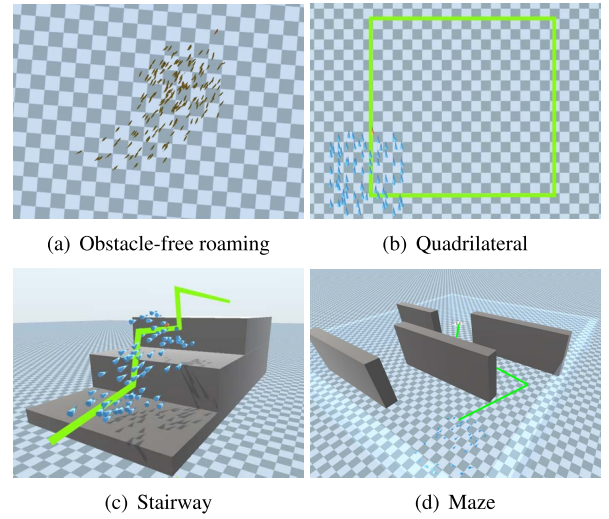 (a) Obstacle-free roaming
(b) Quadrilateral
(c) Stairway
(d) Maze